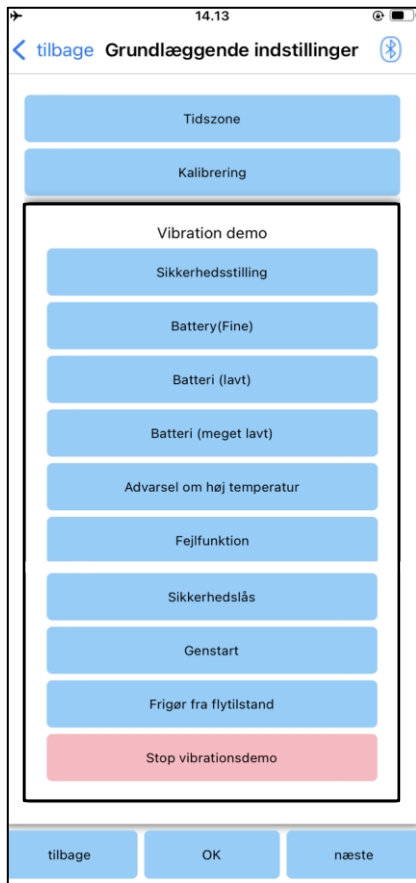 14.13
tilbage Grundlæggende indstillinger
Tidszone
Kalibrering
Vibration demo
Sikkerhedsstilling
Battery(Fine)
Batteri (lavt)
Batteri (meget lavt)
Advarsel om høj temperatur
Fejlfunktion
Sikkerhedslås
Genstart
Frigør fra flytilstand
Stop vibrationsdemo
tilbage OK næste